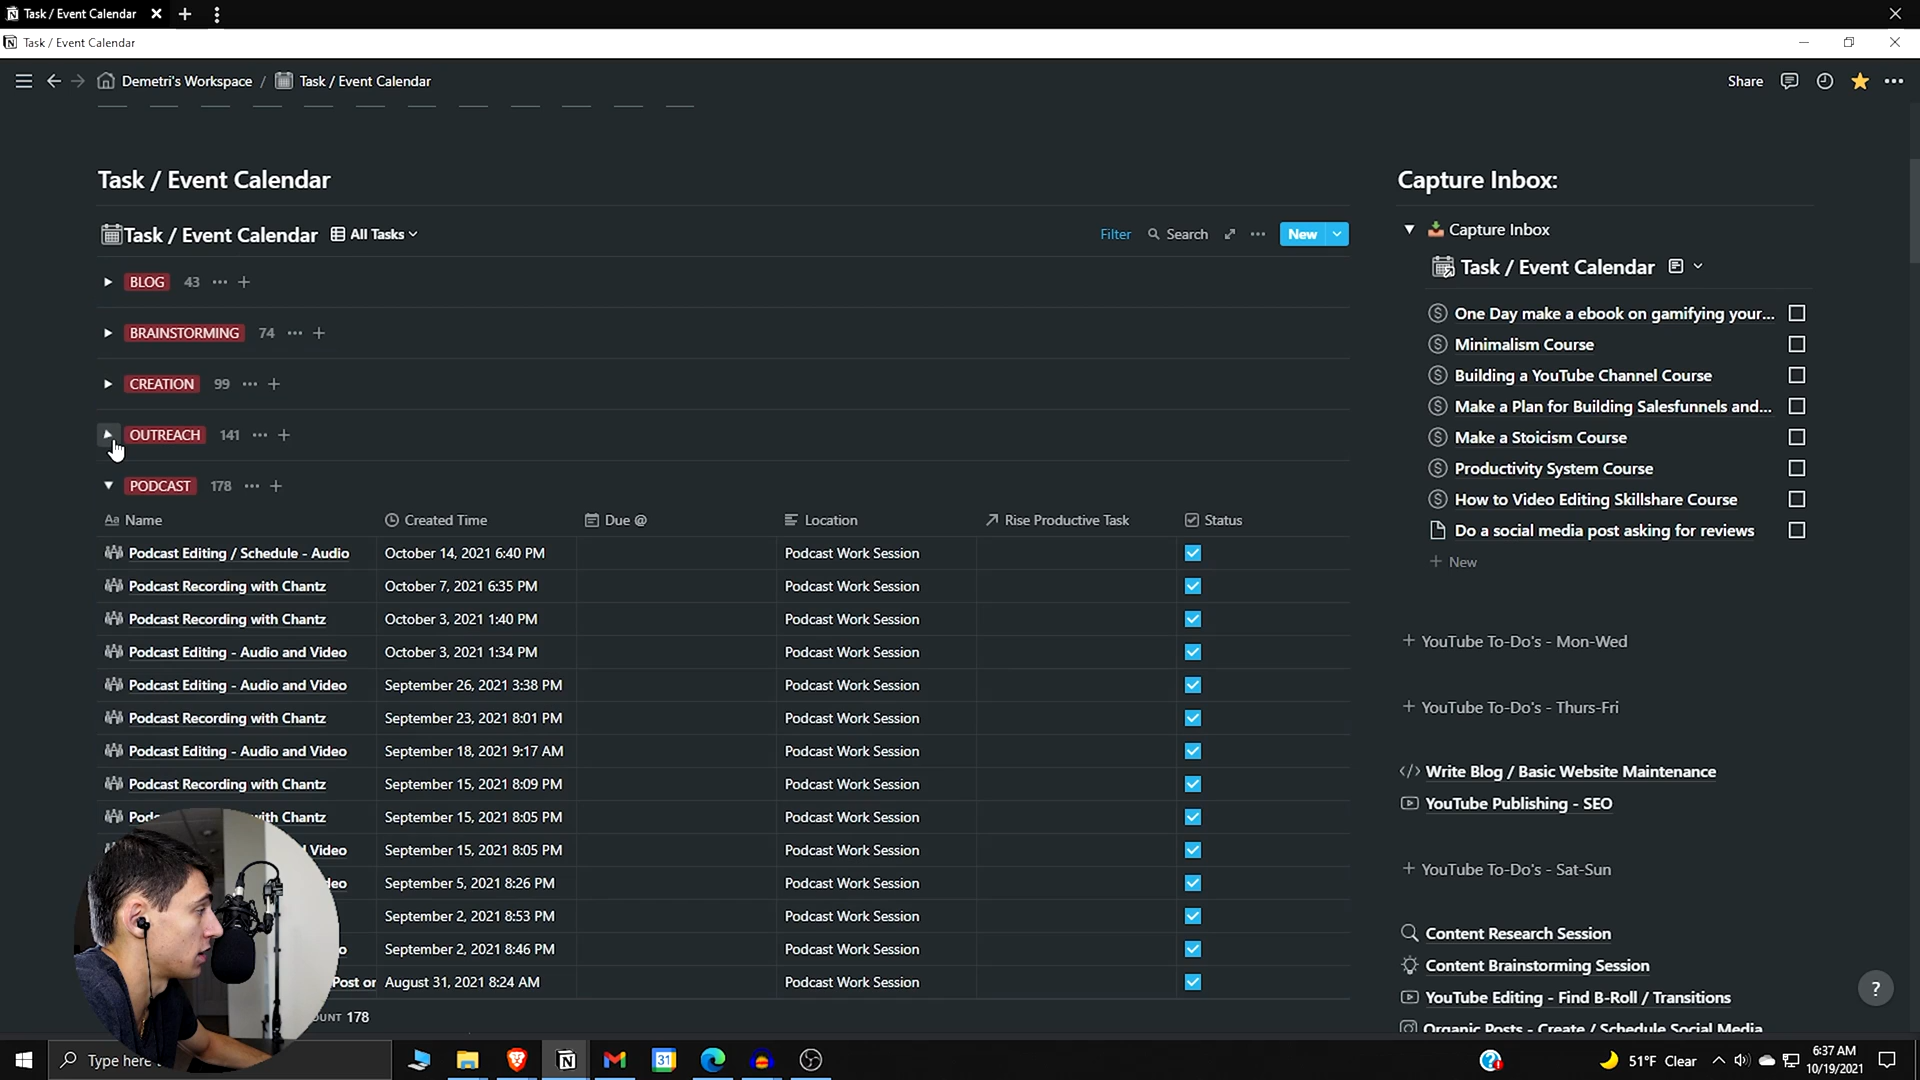 Task / Event Calendar
Task / Event Calendar
Demetri's Workspace / Task / Event Calendar
Share
Task / Event Calendar
Task / Event Calendar All Tasks
Filter Search New
BLOG 43
BRAINSTORMING 74
CREATION 99
OUTREACH 141
PODCAST 178
Aa Name Created Time Due @ Location Rise Productive Task Status
Podcast Editing / Schedule - Audio October 14, 2021 6:40 PM Podcast Work Session
Podcast Recording with Chantz October 7, 2021 6:35 PM Podcast Work Session
Podcast Recording with Chantz October 3, 2021 1:40 PM Podcast Work Session
Podcast Editing - Audio and Video October 3, 2021 1:34 PM Podcast Work Session
Podcast Editing - Audio and Video September 26, 2021 3:38 PM Podcast Work Session
Podcast Recording with Chantz September 23, 2021 8:01 PM Podcast Work Session
Podcast Editing - Audio and Video September 18, 2021 9:17 AM Podcast Work Session
Podcast Recording with Chantz September 15, 2021 8:09 PM Podcast Work Session
with Chantz September 15, 2021 8:05 PM Podcast Work Session
Video September 15, 2021 8:05 PM Podcast Work Session
September 5, 2021 8:26 PM Podcast Work Session
September 2, 2021 8:53 PM Podcast Work Session
September 2, 2021 8:46 PM Podcast Work Session
Post or August 31, 2021 8:24 AM Podcast Work Session
178
Capture Inbox:
Capture Inbox
Task / Event Calendar
One Day make a ebook on gamifying your...
Minimalism Course
Building a YouTube Channel Course
Make a Plan for Building Salesfunnels and...
Make a Stoicism Course
Productivity System Course
How to Video Editing Skillshare Course
Do a social media post asking for reviews
+ New
+ YouTube To-Do's - Mon-Wed
+ YouTube To-Do's - Thurs-Fri
Write Blog / Basic Website Maintenance
YouTube Publishing - SEO
+ YouTube To-Do's - Sat-Sun
Content Research Session
Content Brainstorming Session
YouTube Editing - Find B-Roll / Transitions
Organic Posts - Create / Schedule Social Media
?
Type here
31
51°F Clear
6:37 AM
10/19/2021